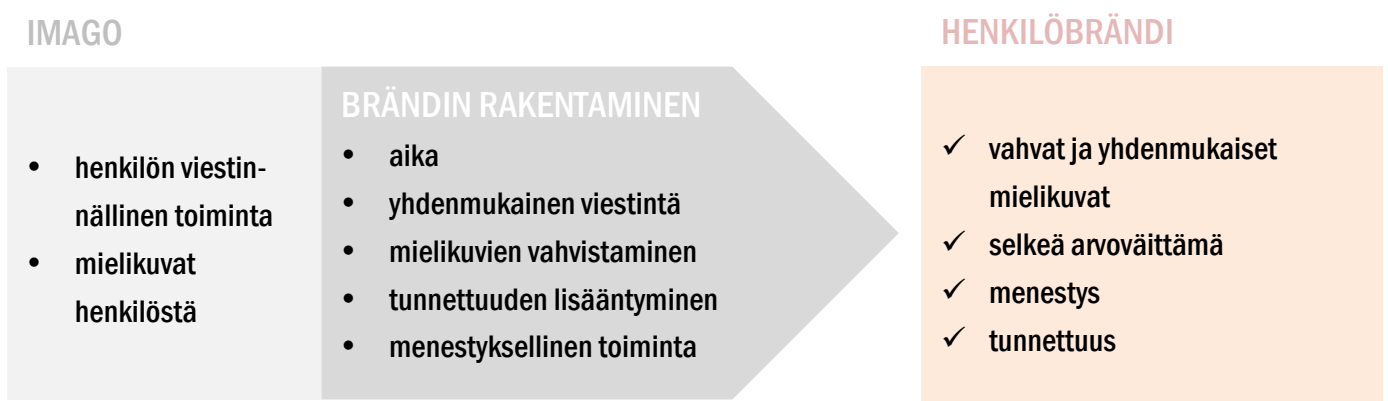 IMAGO
• henkilön viestin-
nällinen toiminta
• mielikuvat
henkilöstä
BRÄNDIN RAKENTAMINEN
• aika
• yhdenmukainen viestintä
• mielikuvien vahvistaminen
• tunnettuuden lisääntyminen
• menestyksellinen toiminta
HENKILÖBRÄNDI
✓ vahvat ja yhdenmukaiset
mielikuvat
✓ selkeä arvoväittämä
✓ menestys
✓ tunnettuus